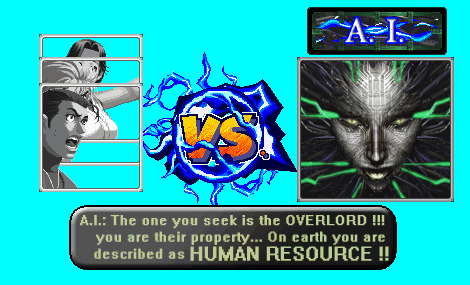 A. I.
VS.
A.I.: The one you seek is the OVERLORD !!!
you are their property... On earth you are
described as HUMAN RESOURCE !!